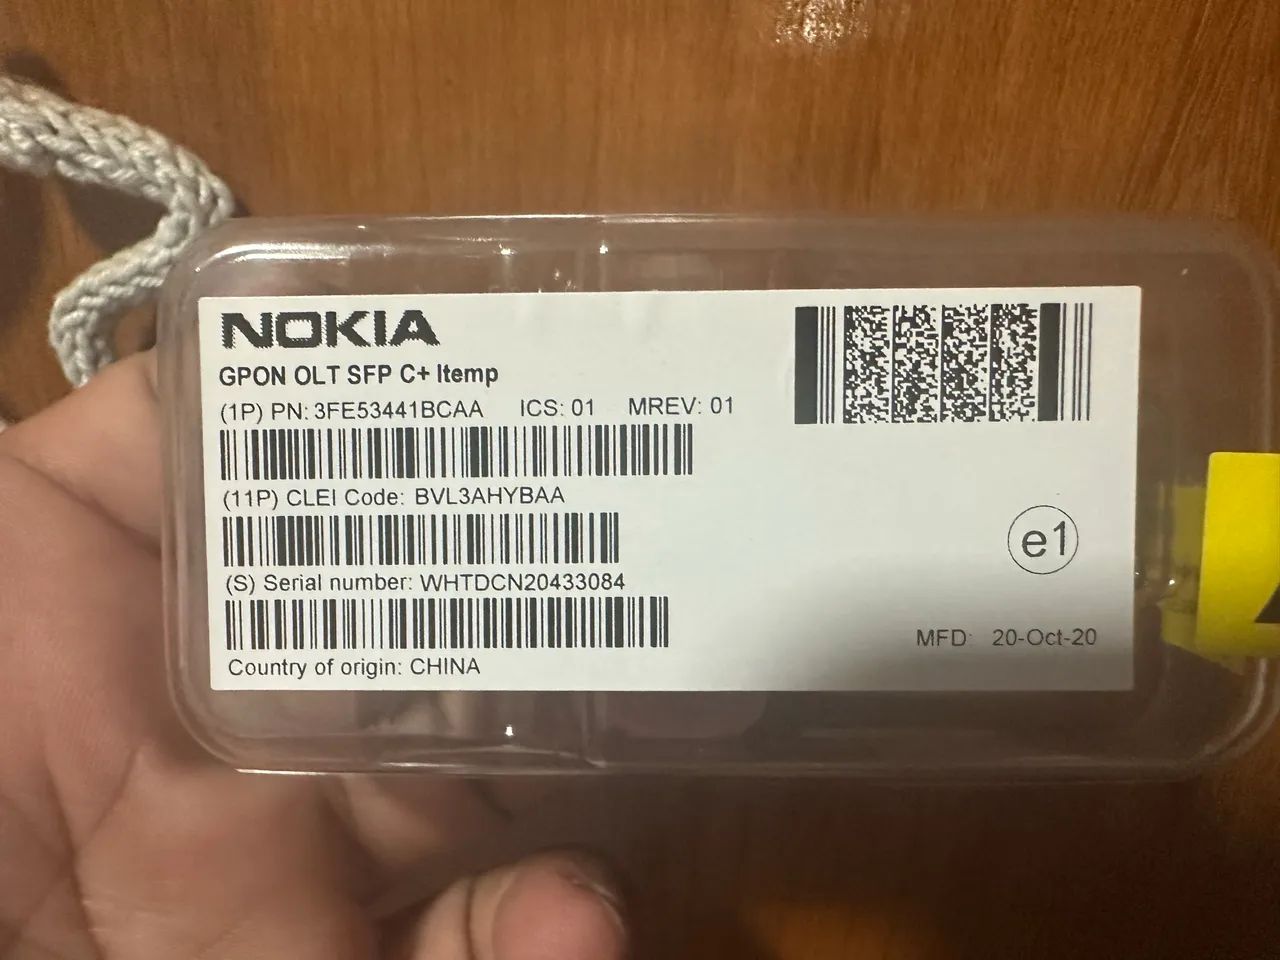 NOKIA
GPON OLT SFP C+ Itemp
(1P) PN: 3FE53441BCAA ICS: 01 MREV: 01
(11P) CLEI Code: BVL3AHYBAA
e1
(S) Serial number: WHTDCN20433084
MFD: 20-Oct-20
Country of origin: CHINA